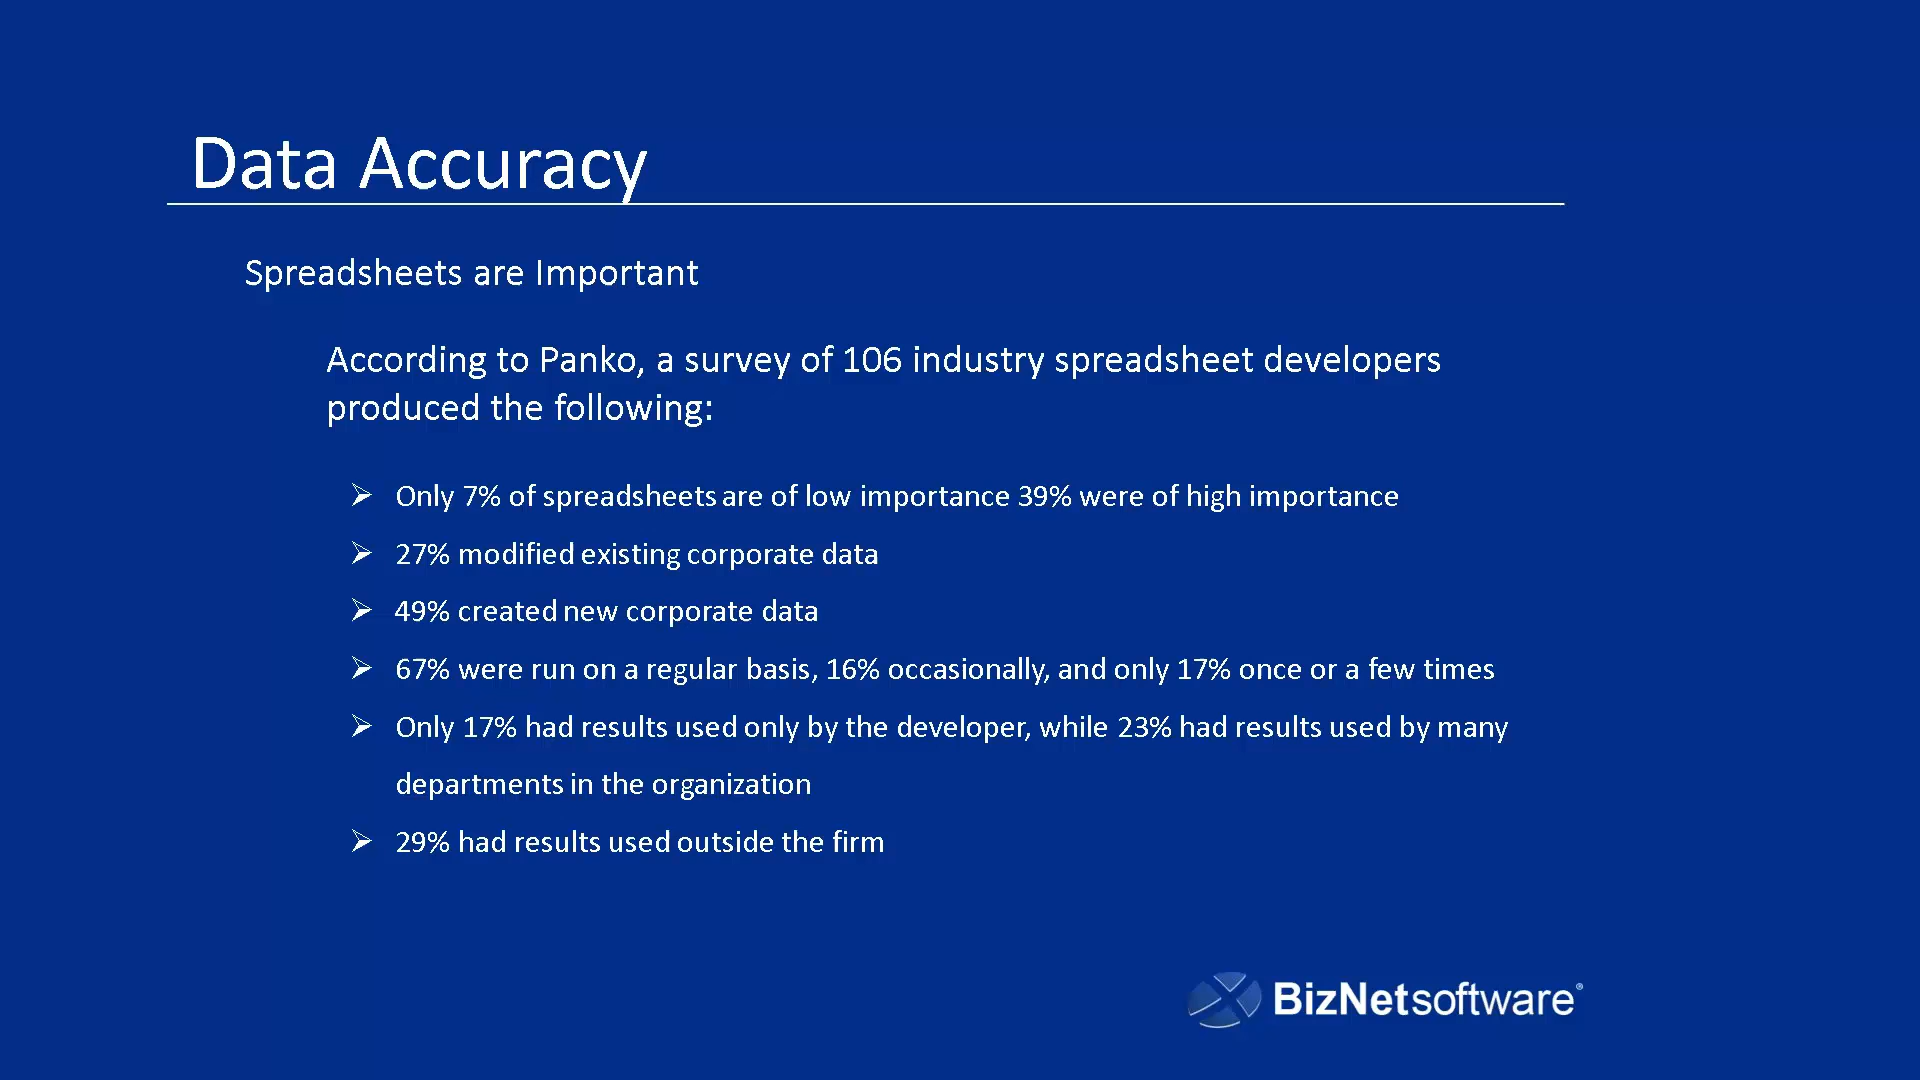 Data Accuracy
Spreadsheets are Important
According to Panko, a survey of 106 industry spreadsheet developers
produced the following:
➢ Only 7% of spreadsheets are of low importance 39% were of high importance
➢ 27% modified existing corporate data
➢ 49% created new corporate data
➢ 67% were run on a regular basis, 16% occasionally, and only 17% once or a few times
➢ Only 17% had results used only by the developer, while 23% had results used by many
departments in the organization
➢ 29% had results used outside the firm
BizNetsoftware®